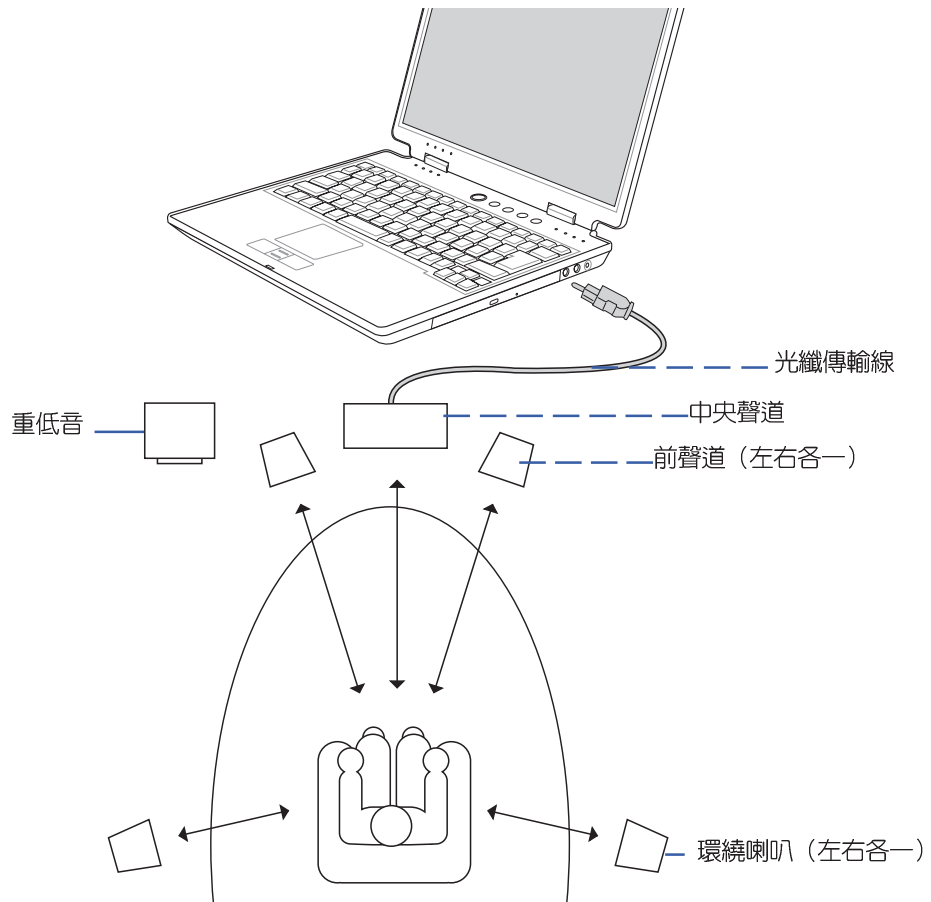 光纖傳輸線
中央聲道
重低音
前聲道（左右各一）
環繞喇叭（左右各一）